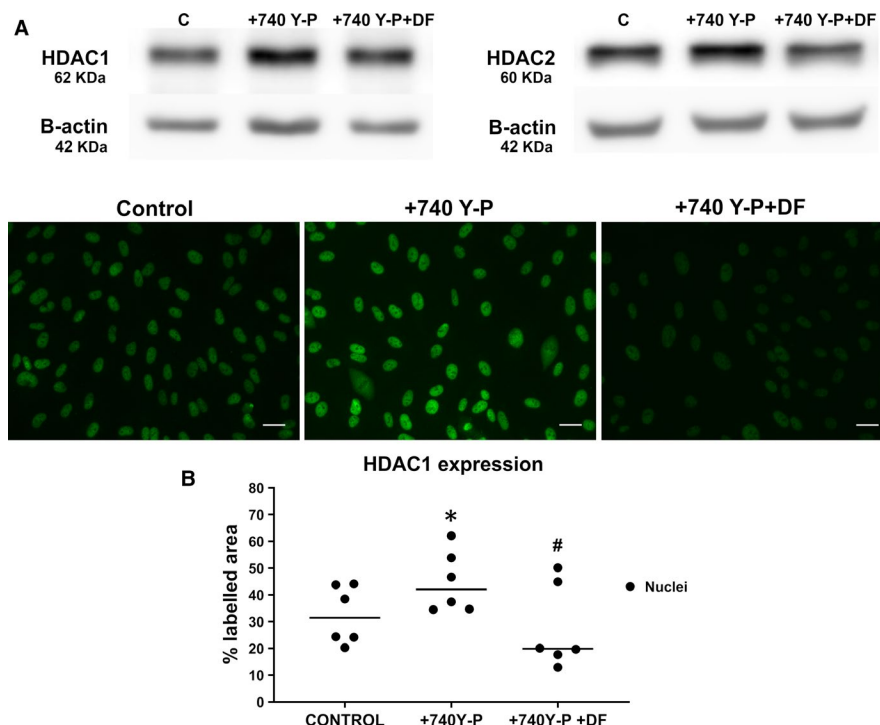 A
C +740 Y-P +740 Y-P+DF
HDAC1
62 KDa
B-actin
42 KDa
C +740 Y-P +740 Y-P+DF
HDAC2
60 KDa
B-actin
42 KDa
Control
+740 Y-P
+740 Y-P+DF
B
HDAC1 expression
% labelled area
80
70
60
50
40
30
20
10
0
*
#
Nuclei
CONTROL +740Y-P +740Y-P +DF